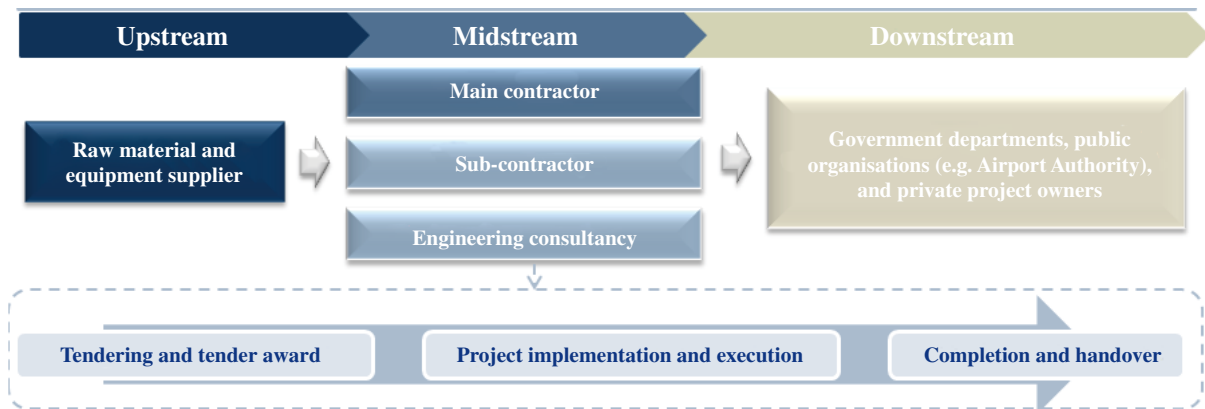 Upstream
Midstream
Downstream
Main contractor
Raw material and
equipment supplier
Sub-contractor
Engineering consultancy
Government departments, public
organisations (e.g. Airport Authority),
and private project owners
Tendering and tender award
Project implementation and execution
Completion and handover